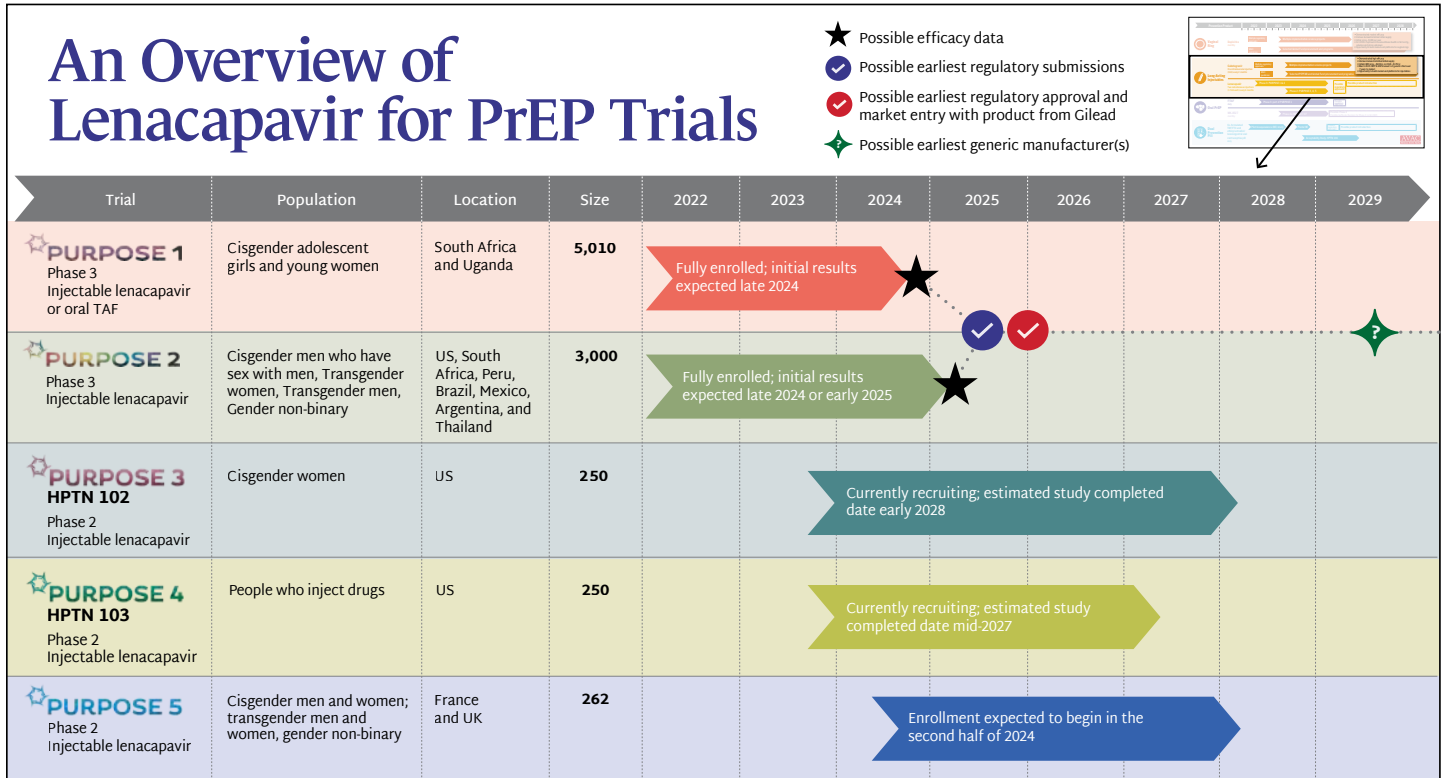 An Overview of
Lenacapavir for PrEP Trials
Possible efficacy data
Possible earliest regulatory submissions
Possible earliest regulatory approval and
market entry with product from Gilead
? Possible earliest generic manufacturer(s)
Trial Population Location Size 2022 2023 2024 2025 2026 2027 2028 2029
PURPOSE 1
Phase 3
Injectable lenacapavir
or oral TAF
Cisgender adolescent
girls and young women
South Africa
and Uganda
5,010
Fully enrolled; initial results
expected late 2024
?
PURPOSE 2
Phase 3
Injectable lenacapavir
Cisgender men who have
sex with men, Transgender
women, Transgender men,
Gender non-binary
US, South
Africa, Peru,
Brazil, Mexico,
Argentina, and
Thailand
3,000
Fully enrolled; initial results
expected late 2024 or early 2025
PURPOSE 3
HPTN 102
Phase 2
Injectable lenacapavir
Cisgender women
US
250
Currently recruiting; estimated study completed
date early 2028
PURPOSE 4
HPTN 103
Phase 2
Injectable lenacapavir
People who inject drugs
US
250
Currently recruiting; estimated study
completed date mid-2027
PURPOSE 5
Phase 2
Injectable lenacapavir
Cisgender men and women;
transgender men and
women, gender non-binary
France
and UK
262
Enrollment expected to begin in the
second half of 2024